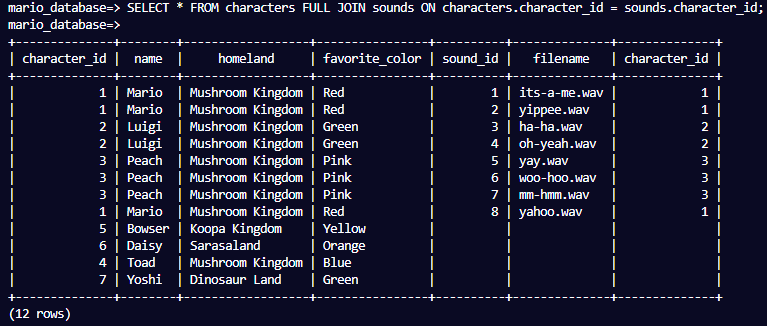 mario_database=> SELECT * FROM characters FULL JOIN sounds ON characters.character_id = sounds.character_id;
mario_database=>
+--------------+--------+------------------+----------------+----------+--------------+--------------+
| character_id |  name  |     homeland     | favorite_color | sound_id |   filename   | character_id |
+--------------+--------+------------------+----------------+----------+--------------+--------------+
|            1 | Mario  | Mushroom Kingdom | Red            |        1 | its-a-me.wav |            1 |
|            1 | Mario  | Mushroom Kingdom | Red            |        2 | yippee.wav   |            1 |
|            2 | Luigi  | Mushroom Kingdom | Green          |        3 | ha-ha.wav    |            2 |
|            2 | Luigi  | Mushroom Kingdom | Green          |        4 | oh-yeah.wav  |            2 |
|            3 | Peach  | Mushroom Kingdom | Pink           |        5 | yay.wav      |            3 |
|            3 | Peach  | Mushroom Kingdom | Pink           |        6 | woo-hoo.wav  |            3 |
|            3 | Peach  | Mushroom Kingdom | Pink           |        7 | mm-hmm.wav   |            3 |
|            1 | Mario  | Mushroom Kingdom | Red            |        8 | yahoo.wav    |            1 |
|            5 | Bowser | Koopa Kingdom    | Yellow         |          |              |              |
|            6 | Daisy  | Sarasaland       | Orange         |          |              |              |
|            4 | Toad   | Mushroom Kingdom | Blue           |          |              |              |
|            7 | Yoshi  | Dinosaur Land    | Green          |          |              |              |
+--------------+--------+------------------+----------------+----------+--------------+--------------+
(12 rows)